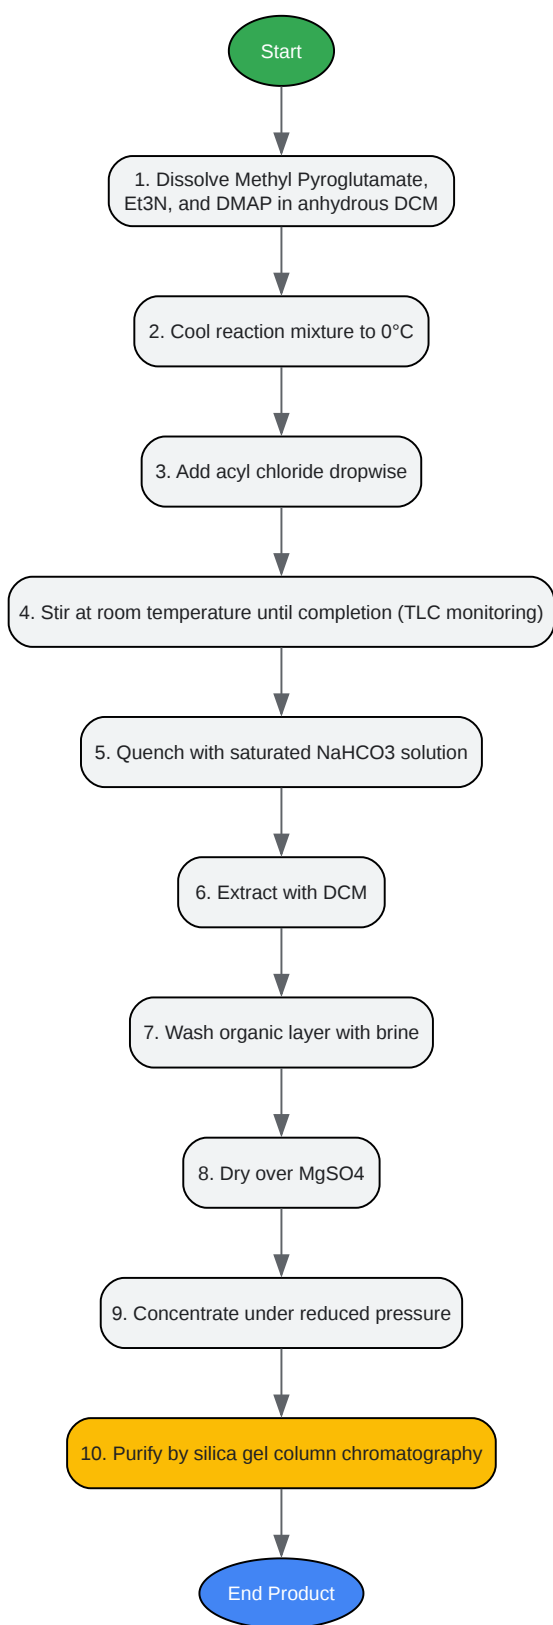 Start
1. Dissolve Methyl Pyroglutamate,
Et3N, and DMAP in anhydrous DCM
2. Cool reaction mixture to 0°C
3. Add acyl chloride dropwise
4. Stir at room temperature until completion (TLC monitoring)
5. Quench with saturated NaHCO3 solution
6. Extract with DCM
7. Wash organic layer with brine
8. Dry over MgSO4
9. Concentrate under reduced pressure
10. Purify by silica gel column chromatography
End Product